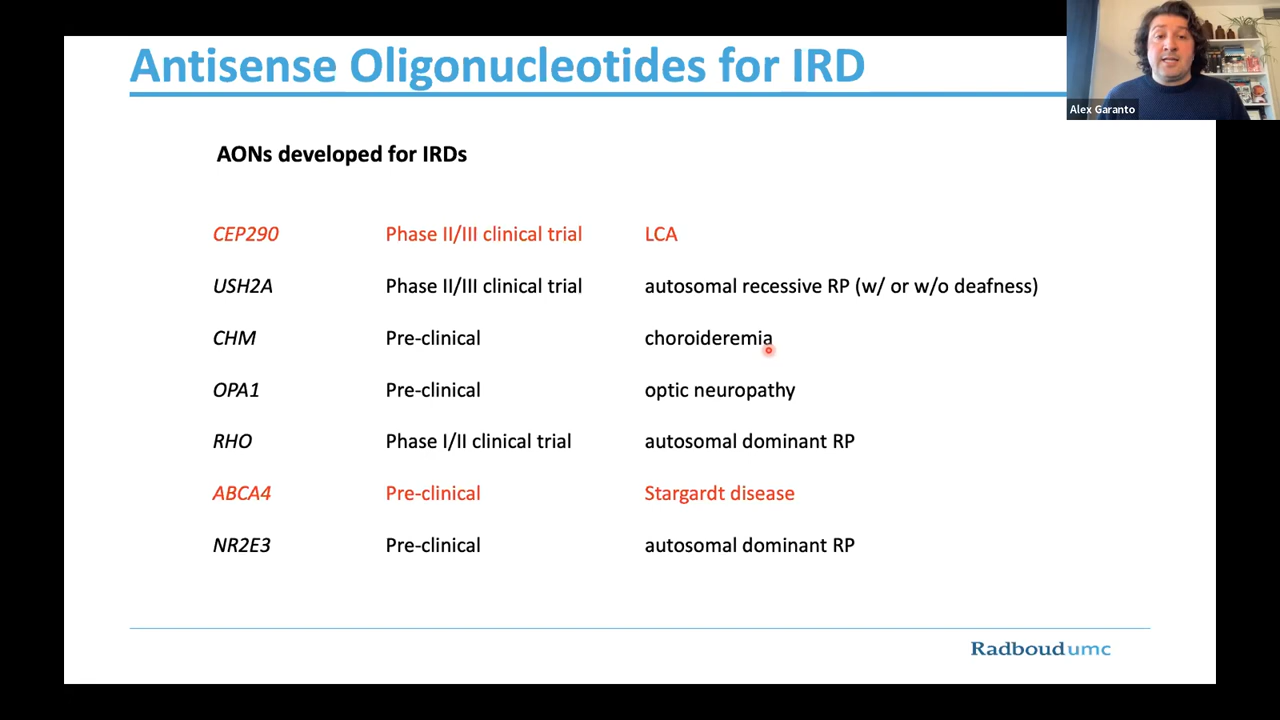 Antisense Oligonucleotides for IRD
Alex Garanto
AONs developed for IRDs
CEP290 Phase II/III clinical trial LCA
USH2A Phase II/III clinical trial autosomal recessive RP (w/ or w/o deafness)
CHM Pre-clinical choroideremia
OPA1 Pre-clinical optic neuropathy
RHO Phase I/II clinical trial autosomal dominant RP
ABCA4 Pre-clinical Stargardt disease
NR2E3 Pre-clinical autosomal dominant RP
Radboudumc